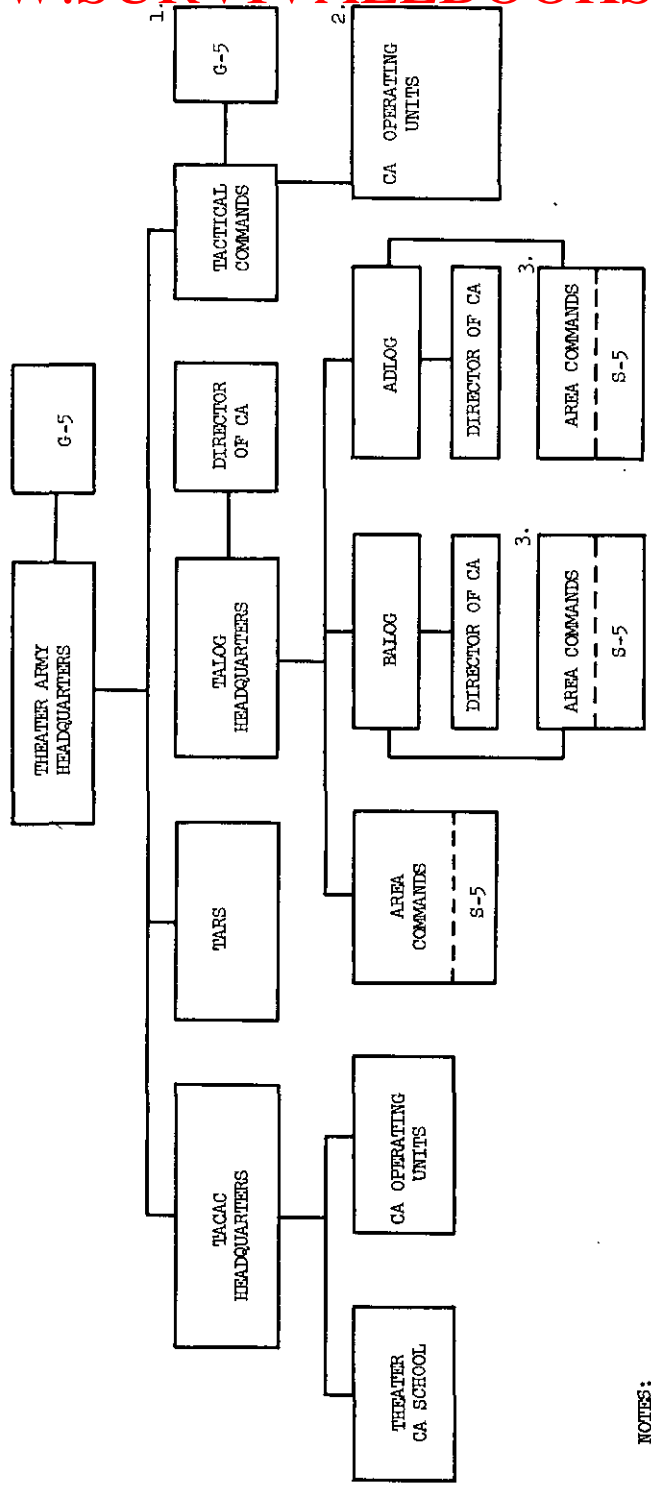 W.SURVIVALEBOOKS
THEATER ARMY
HEADQUARTERS
G-5
TACAC
HEADQUARTERS
TARS
TALOG
HEADQUARTERS
DIRECTOR
OF CA
TACTICAL
COMMANDS
1.
G-5
THEATER
CA SCHOOL
CA OPERATING
UNITS
AREA
COMMANDS
S-5
BALOG
DIRECTOR OF CA
3.
AREA COMMANDS
S-5
ADLOG
DIRECTOR OF CA
3.
AREA COMMANDS
S-5
2.
CA OPERATING
UNITS
NOTES: